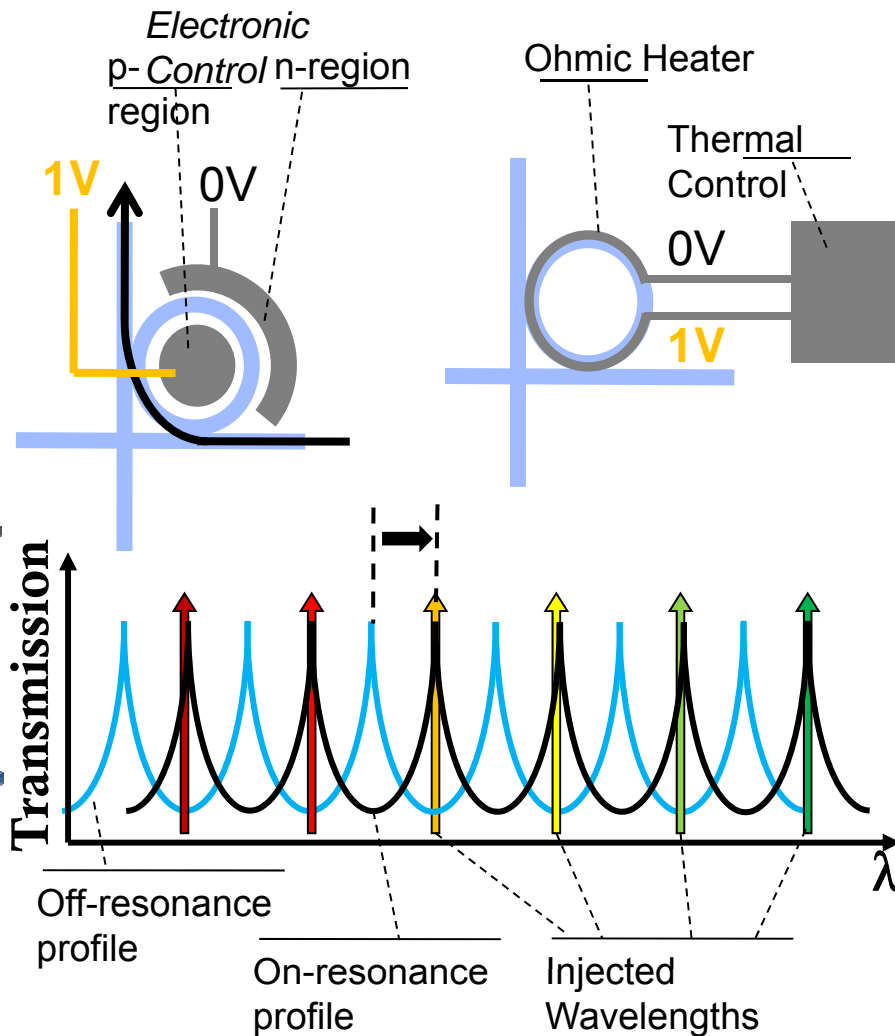 Electronic
Control
p-
region
n-region
1V
0V
Ohmic Heater
Thermal
Control
0V
1V
Transmission
λ
Off-resonance
profile
On-resonance
profile
Injected
Wavelengths